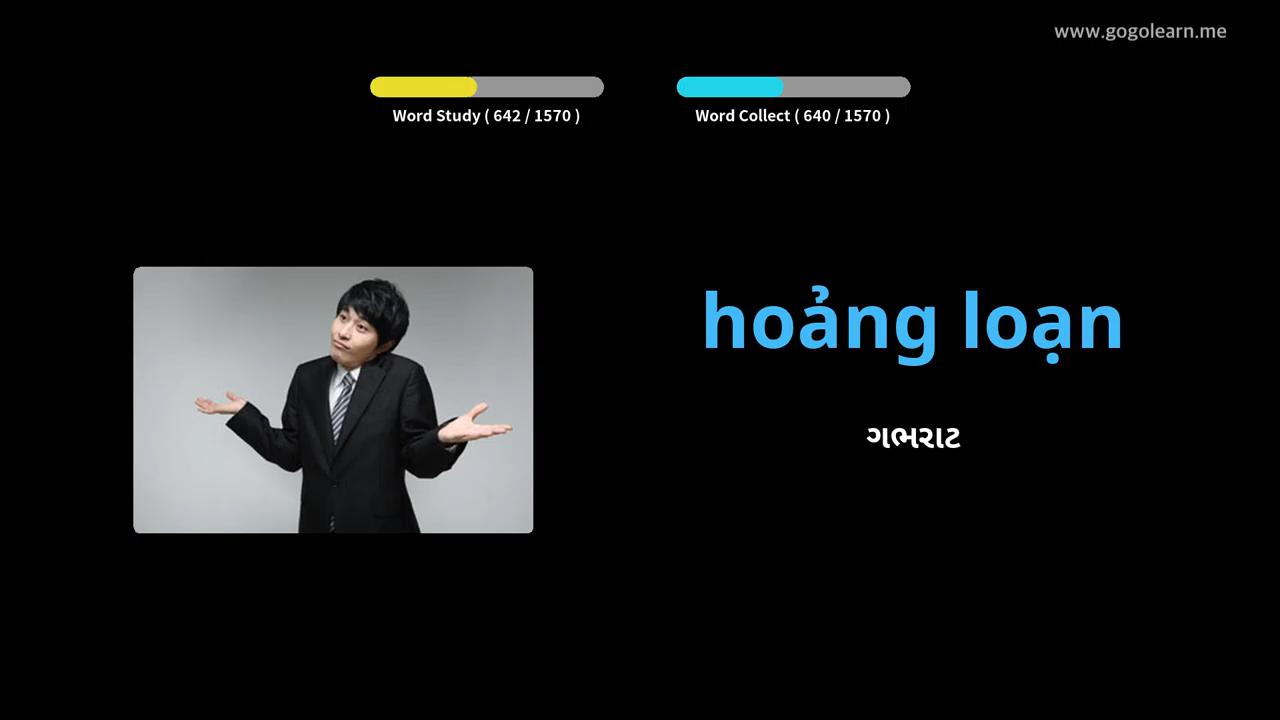 www.gogolearn.me
Word Study ( 642 / 1570 )
Word Collect ( 640 / 1570 )
hoảng loạn
ગભરાટ